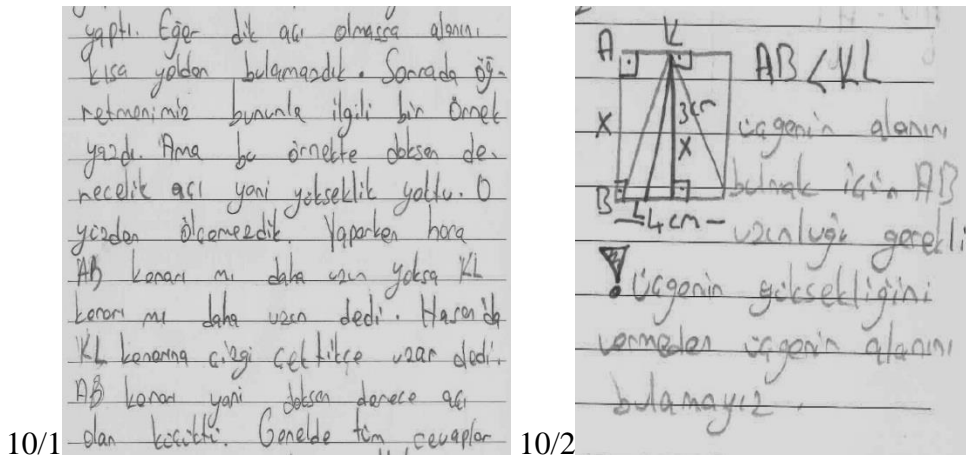 yaptı. Eğer dik açı olmassa alanını
kısa yoldan bulamazdık. Sonrada öğ-
retmenimiz bununla ilgili bir örnek
yazdı. Ama bu örnekte doksan de-
recelik açı yani yükseklik yoktu. O
yüzden ölçemezdik. Yaparken hoca
AB kenarı mı daha uzun yoksa KL
kenarı mı daha uzun dedi. Hasan'da
KL kenarına çizgi çektikçe uzar dedi.
AB kenarı yani doksan derece açı
olan küçüktü. Genelde tüm cevaplar
10/1
A K
AB < KL
3cm
X X
üçgenin alanını
B L
bulmak için AB
4cm
uzunluğu gerekli
Üçgenin yüksekliğini
vermeden üçgenin alanını
bulamayız.
10/2